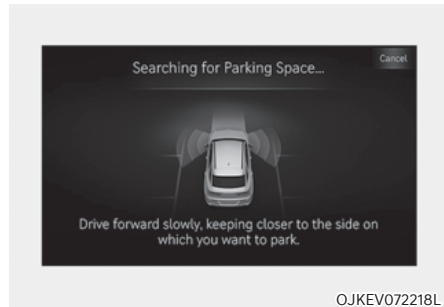 Searching for Parking Space...
Cancel
Drive forward slowly, keeping closer to the side on
which you want to park.
OJKEV072218L